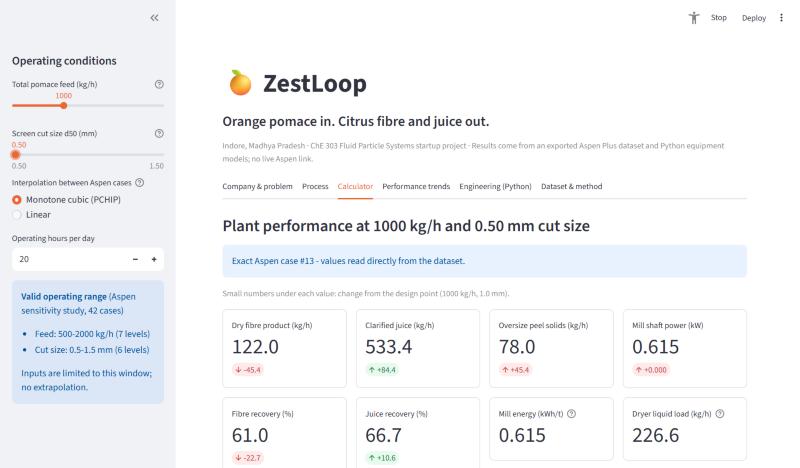 Stop
Deploy
Operating conditions
Total pomace feed (kg/h)
1000
Screen cut size d50 (mm)
0.50
0.50
1.50
Interpolation between Aspen cases
Monotone cubic (PCHIP)
Linear
Operating hours per day
20
Valid operating range (Aspen
sensitivity study, 42 cases)
Feed: 500-2000 kg/h (7 levels)
Cut size: 0.5-1.5 mm (6 levels)
Inputs are limited to this window;
no extrapolation.
ZestLoop
Orange pomace in. Citrus fibre and juice out.
Indore, Madhya Pradesh · ChE 303 Fluid Particle Systems startup project · Results come from an exported Aspen Plus dataset and Python equipment
models; no live Aspen link.
Company & problem
Process
Calculator
Performance trends
Engineering (Python)
Dataset & method
Plant performance at 1000 kg/h and 0.50 mm cut size
Exact Aspen case #13 - values read directly from the dataset.
Small numbers under each value: change from the design point (1000 kg/h, 1.0 mm).
Dry fibre product (kg/h)
122.0
↓ -45.4
Clarified juice (kg/h)
533.4
↑ +84.4
Oversize peel solids (kg/h)
78.0
↑ +45.4
Mill shaft power (kW)
0.615
↑ +0.000
Fibre recovery (%)
61.0
↓ -22.7
Juice recovery (%)
66.7
↑ +10.6
Mill energy (kWh/t)
0.615
Dryer liquid load (kg/h)
226.6